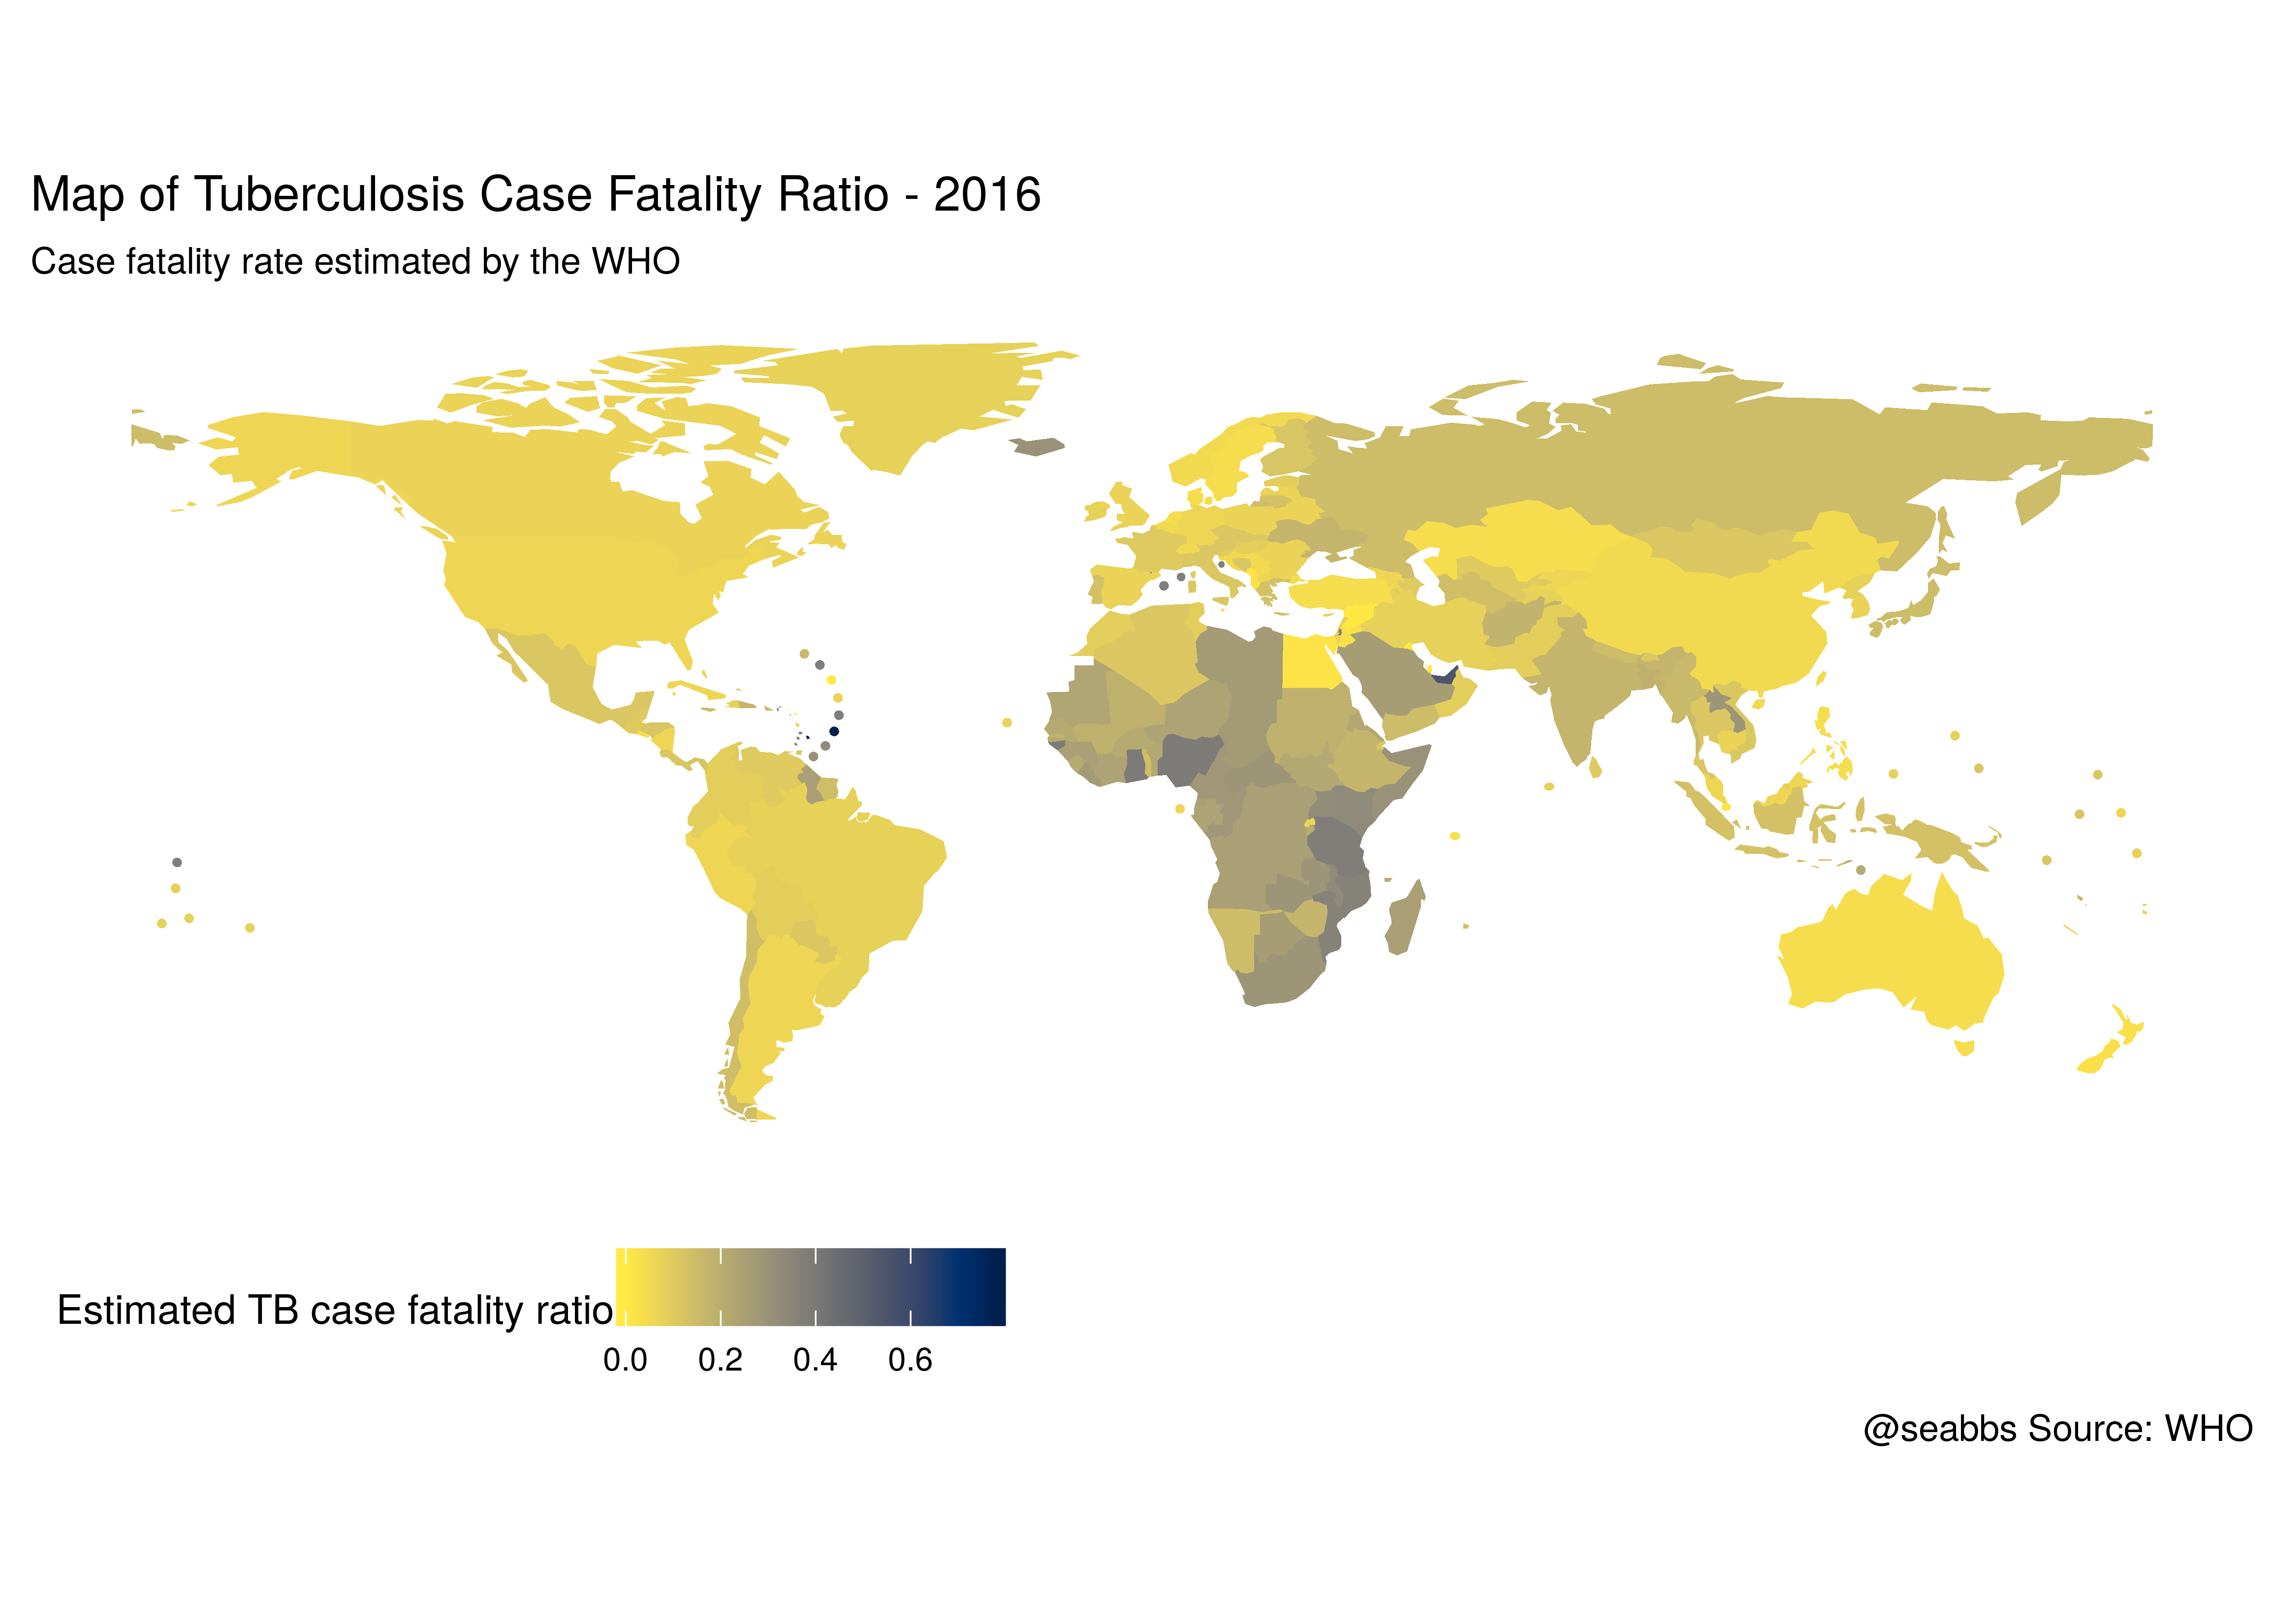 Map of Tuberculosis Case Fatality Ratio - 2016
Case fatality rate estimated by the WHO
Estimated TB case fatality ratio
0.0 0.2 0.4 0.6
@seabbs Source: WHO